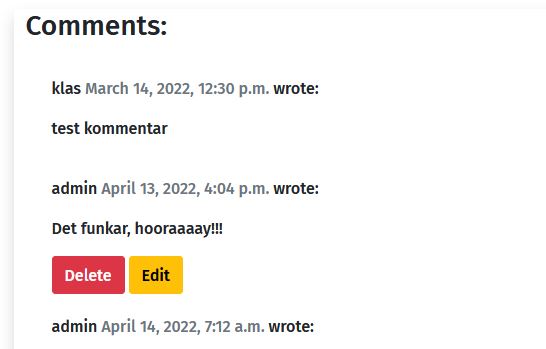 Comments:
klas March 14, 2022, 12:30 p.m. wrote:
test kommentar
admin April 13, 2022, 4:04 p.m. wrote:
Det funkar, hooraaaay!!!
Delete Edit
admin April 14, 2022, 7:12 a.m. wrote: